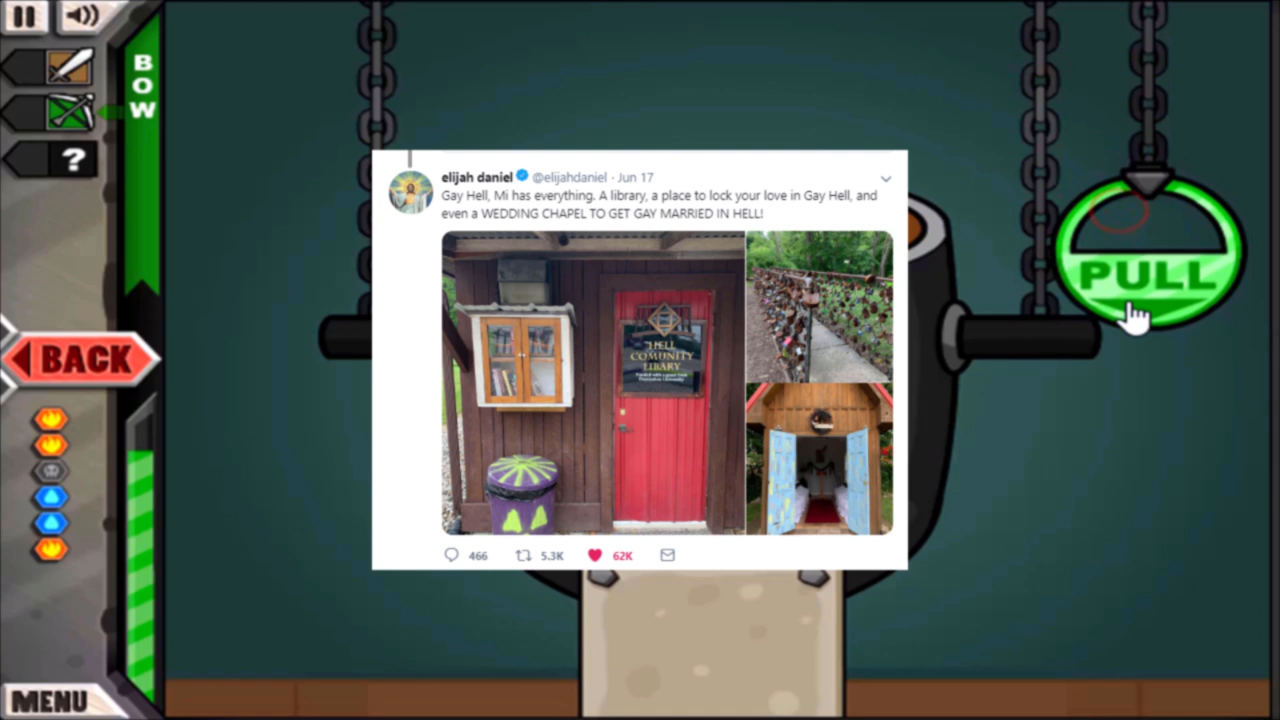 BOW
elijah daniel @elijahdaniel · Jun 17
Gay Hell, Mi has everything. A library, a place to lock your love in Gay Hell, and
even a WEDDING CHAPEL TO GET GAY MARRIED IN HELL!
HELL
COMUNITY
LIBRARY
PULL
?
BACK
466 5.3K 62K
MENU